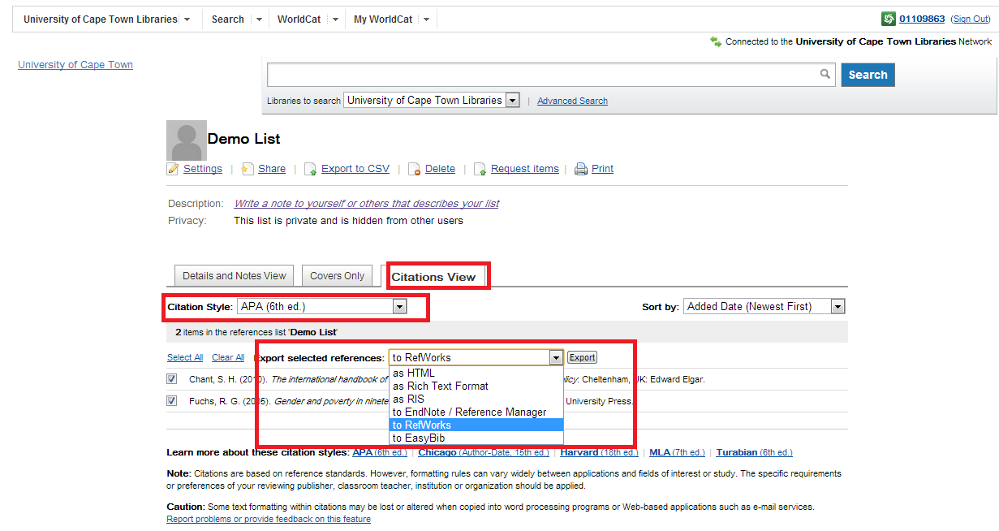 University of Cape Town Libraries Search WorldCat My WorldCat 01109863 (Sign Out)
Connected to the University of Cape Town Libraries Network
University of Cape Town
Search
Libraries to search University of Cape Town Libraries | Advanced Search
Demo List
Settings | Share | Export to CSV | Delete | Request items | Print
Description: Write a note to yourself or others that describes your list
Privacy: This list is private and is hidden from other users
Details and Notes View Covers Only Citations View
Citation Style: APA (6th ed.) Sort by: Added Date (Newest First)
2 items in the references list 'Demo List'
Select All Clear All Export selected references: to RefWorks Export
as HTML
Chant, S. H. (2010). The international handbook of Cheltenham, UK: Edward Elgar.
as Rich Text Format
as RIS
Fuchs, R. G. (2005). Gender and poverty in ninete University Press.
to EndNote / Reference Manager
to RefWorks
to EasyBib
Learn more about these citation styles: APA (6th ed.) | Chicago (Author-Date, 15th ed.) | Harvard (18th ed.) | MLA (7th ed.) | Turabian (6th ed.)
Note: Citations are based on reference standards. However, formatting rules can vary widely between applications and fields of interest or study. The specific requirements
or preferences of your reviewing publisher, classroom teacher, institution or organization should be applied.
Caution: Some text formatting within citations may be lost or altered when copied into word processing programs or Web-based applications such as e-mail services.
Report problems or provide feedback on this feature